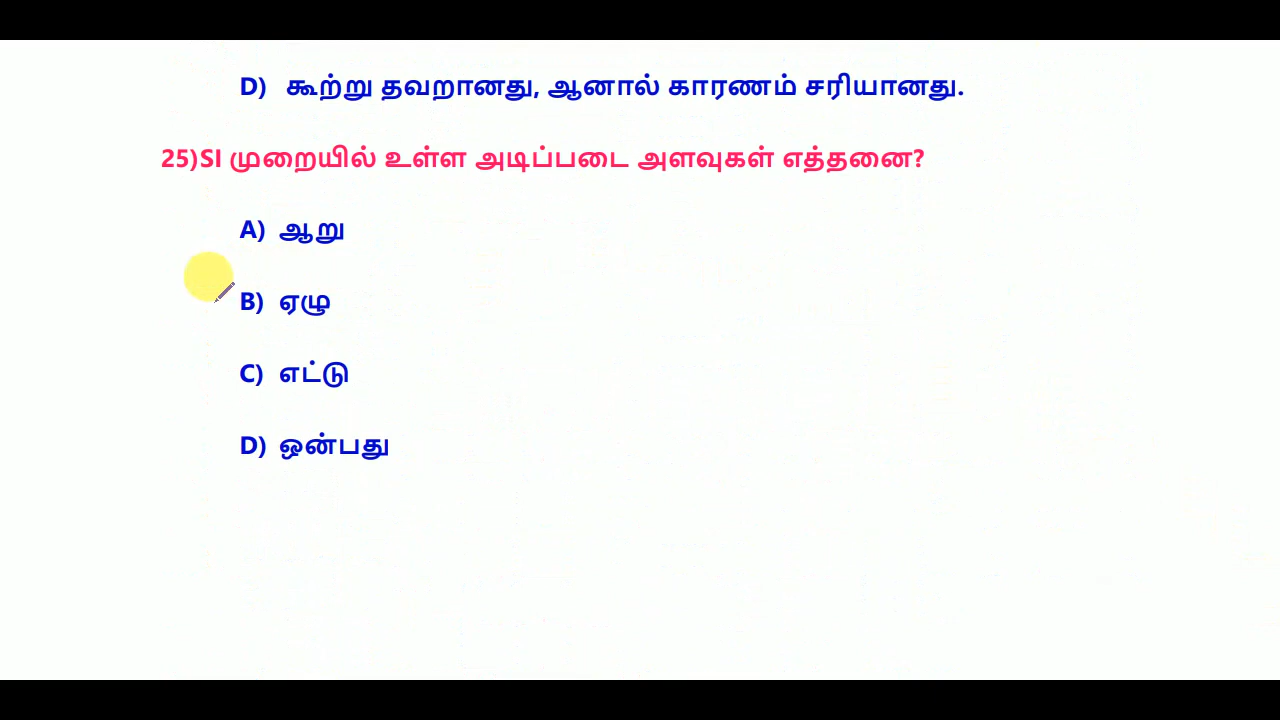 D) கூற்று தவறானது, ஆனால் காரணம் சரியானது.
25)SI முறையில் உள்ள அடிப்படை அளவுகள் எத்தனை?
A) ஆறு
B) ஏழு
C) எட்டு
D) ஒன்பது